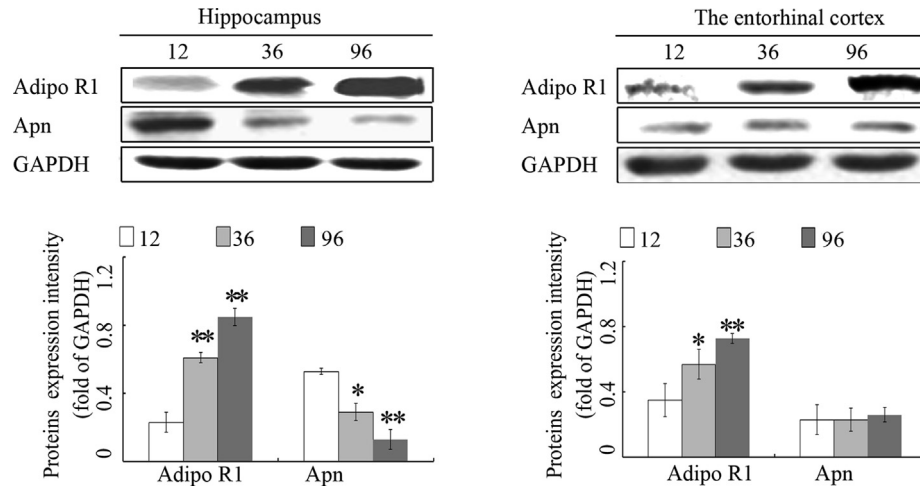 Hippocampus
12 36 96
Adipo R1
Apn
GAPDH
Proteins expression intensity
(fold of GAPDH)
12 36 96
1.2
0.8
0.4
0
** **
* **
Adipo R1 Apn
The entorhinal cortex
12 36 96
Adipo R1
Apn
GAPDH
Proteins expression intensity
(fold of GAPDH)
12 36 96
1.2
0.8
0.4
0
* **
Adipo R1 Apn